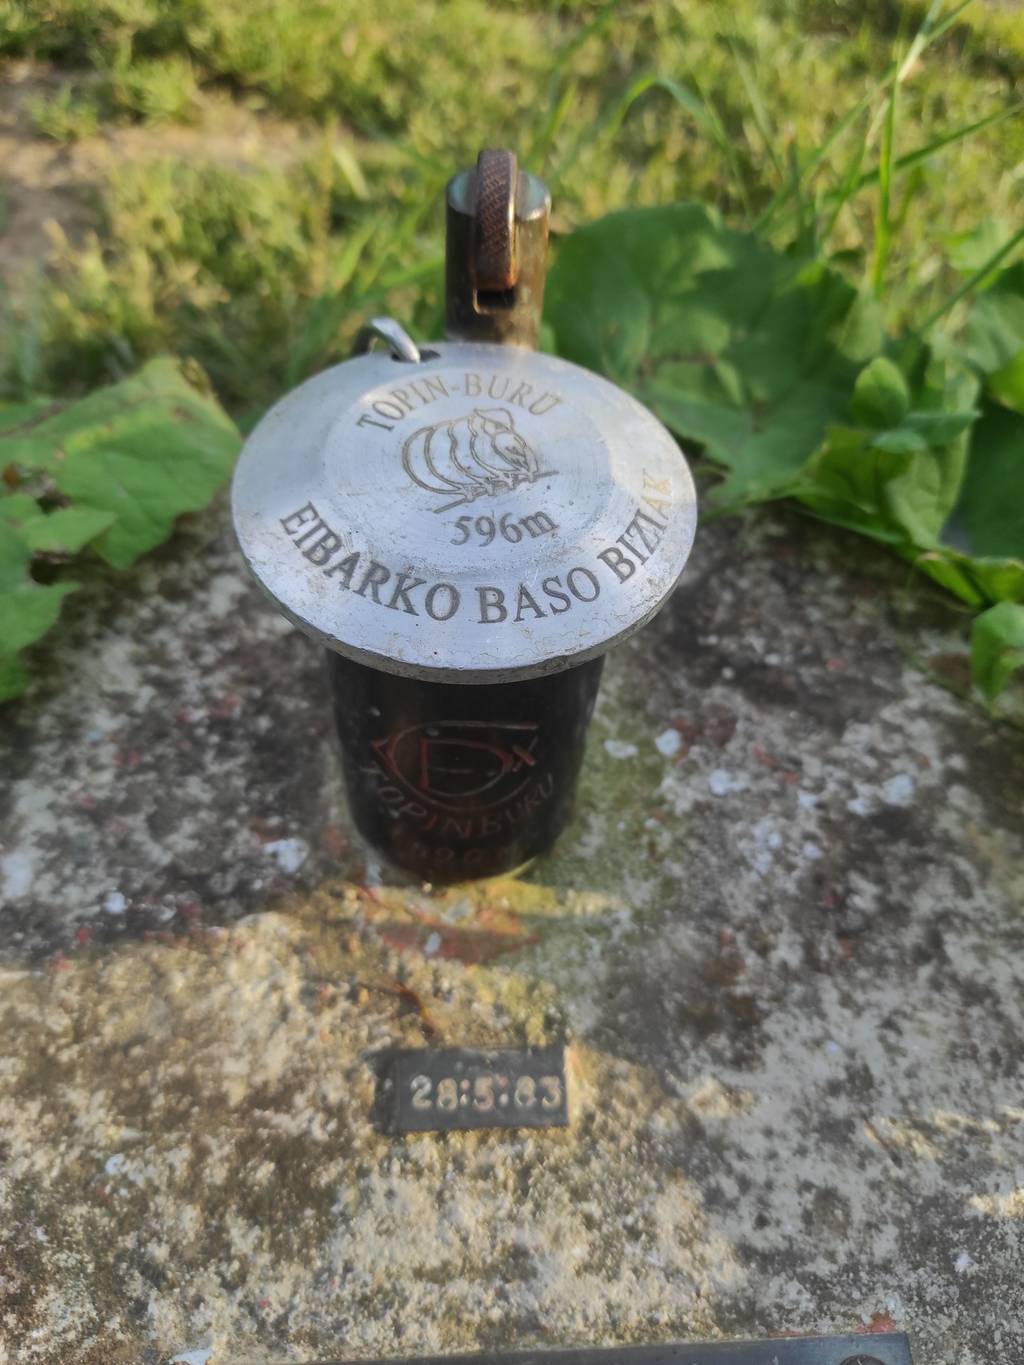 TOPIN-BURU
596m
EIBARKO BASO BIZIAK
TOPINBURU
28:5:83